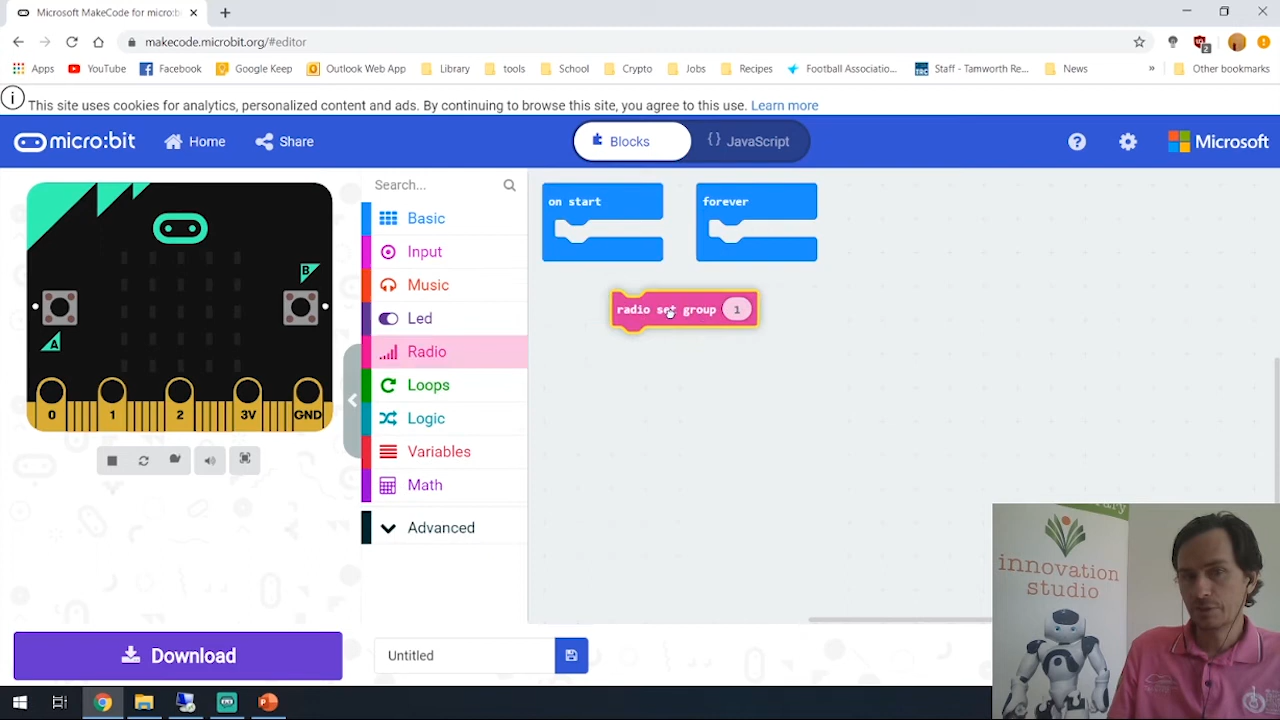 Microsoft MakeCode for micro:b
makecode.microbit.org/#editor
2
Apps YouTube Facebook Google Keep Outlook Web App Library tools School Crypto Jobs Recipes Football Associatio... Staff - Tamworth Re... News » Other bookmarks
This site uses cookies for analytics, personalized content and ads. By continuing to browse this site, you agree to this use. Learn more
micro:bit Home Share Blocks {} JavaScript ? Microsoft
Search...
on start
forever
Basic
Input
Music
Led
Radio
Loops
Logic
Variables
Math
Advanced
radio set group 1
B
A
0 1 2 3V GND
Download
Untitled
innovation
studio